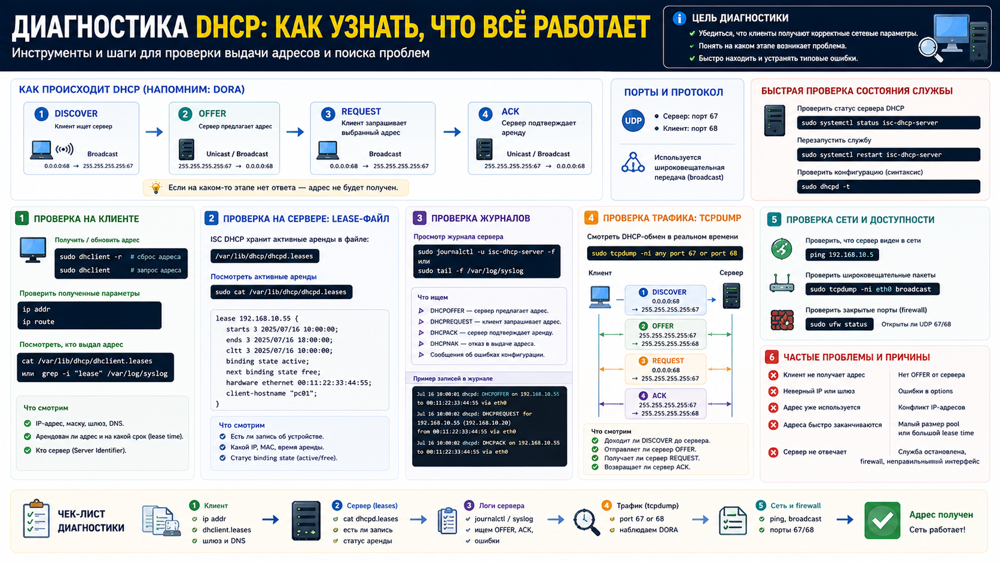 ДИАГНОСТИКА DHCP: КАК УЗНАТЬ, ЧТО ВСЁ РАБОТАЕТ
Инструменты и шаги для проверки выдачи адресов и поиска проблем
ЦЕЛЬ ДИАГНОСТИКИ
Убедиться, что клиенты получают корректные сетевые параметры.
Понять на каком этапе возникает проблема.
Быстро находить и устранять типовые ошибки.
КАК ПРОИСХОДИТ DHCP (НАПОМНИМ: DORA)
1 DISCOVER
Клиент ищет сервер
Broadcast
0.0.0.0:68 → 255.255.255.255:67
2 OFFER
Сервер предлагает адрес
Unicast / Broadcast
255.255.255.255:67 → 0.0.0.0:68
3 REQUEST
Клиент запрашивает
выбранный адрес
Broadcast
0.0.0.0:68 → 255.255.255.255:67
4 ACK
Сервер подтверждает
аренду
Unicast / Broadcast
255.255.255.255:67 → 0.0.0.0:68
Если на каком-то этапе нет ответа — адрес не будет получен.
ПОРТЫ И ПРОТОКОЛ
UDP
• Сервер: порт 67
• Клиент: порт 68
Используется
широковещательная
передача (broadcast)
БЫСТРАЯ ПРОВЕРКА СОСТОЯНИЯ СЛУЖБЫ
Проверить статус сервера DHCP
sudo systemctl status isc-dhcp-server
Перезапустить службу
sudo systemctl restart isc-dhcp-server
Проверить конфигурацию (синтаксис)
sudo dhcpd -t
1 ПРОВЕРКА НА КЛИЕНТЕ
Получить / обновить адрес
sudo dhclient -r # сброс адреса
sudo dhclient # запрос адреса
Проверить полученные параметры
ip addr
ip route
Посмотреть, кто выдал адрес
cat /var/lib/dhcp/dhclient.leases
или grep -i "lease" /var/log/syslog
Что смотрим
IP-адрес, маску, шлюз, DNS.
Арендован ли адрес и на какой срок (lease time).
Кто сервер (Server Identifier).
2 ПРОВЕРКА НА СЕРВЕРЕ: LEASE-ФАЙЛ
ISC DHCP хранит активные аренды в файле:
/var/lib/dhcp/dhcpd.leases
Посмотреть активные аренды
sudo cat /var/lib/dhcp/dhcpd.leases
lease 192.168.10.55 {
starts 3 2025/07/16 10:00:00;
ends 3 2025/07/16 18:00:00;
cltt 3 2025/07/16 10:00:00;
binding state active;
next binding state free;
hardware ethernet 00:11:22:33:44:55;
client-hostname "pc01";
}
Что смотрим
Есть ли запись об устройстве.
Какой IP, MAC, время аренды.
Статус binding state (active/free).
3 ПРОВЕРКА ЖУРНАЛОВ
Просмотр журнала сервера
sudo journalctl -u isc-dhcp-server -f
или
sudo tail -f /var/log/syslog
Что ищем
DHCPOFFER — сервер предлагает адрес.
DHCPREQUEST — клиент запрашивает адрес.
DHCPACK — сервер подтверждает аренду.
DHCPNAK — отказ в выдаче адреса.
Сообщения об ошибках конфигурации.
Пример записей в журнале
Jul 16 10:00:01 dhcpd: DHCPOFFER on 192.168.10.55
to 00:11:22:33:44:55 via eth0
Jul 16 10:00:02 dhcpd: DHCPREQUEST for
192.168.10.55 (192.168.10.20)
from 00:11:22:33:44:55 via eth0
Jul 16 10:00:02 dhcpd: DHCPACK on 192.168.10.55
to 00:11:22:33:44:55 via eth0
4 ПРОВЕРКА ТРАФИКА: TCPDUMP
Смотреть DHCP-обмен в реальном времени
sudo tcpdump -ni any port 67 or port 68
Клиент
Сервер
1 DISCOVER
0.0.0.0:68
→ 255.255.255.255:67
2 OFFER
255.255.255.255:67
→ 255.255.255.255:68
3 REQUEST
0.0.0.0:68
→ 255.255.255.255:67
4 ACK
255.255.255.255:67
→ 255.255.255.255:68
Что смотрим
Доходит ли DISCOVER до сервера.
Отправляет ли сервер OFFER.
Получает ли сервер REQUEST.
Возвращает ли сервер ACK.
5 ПРОВЕРКА СЕТИ И ДОСТУПНОСТИ
Проверить, что сервер виден в сети
ping 192.168.10.5
Проверить широковещательные пакеты
sudo tcpdump -ni eth0 broadcast
Проверить закрытые порты (firewall)
sudo ufw status Открыты ли UDP 67/68
6 ЧАСТЫЕ ПРОБЛЕМЫ И ПРИЧИНЫ
Клиент не получает адрес Нет OFFER от сервера
Неверный IP или шлюз Ошибки в options
Адрес уже используется Конфликт IP-адресов
Адреса быстро заканчиваются Малый размер pool
или большой lease time
Сервер не отвечает Служба остановлена,
firewall, интерфейс
ЧЕК-ЛИСТ
ДИАГНОСТИКИ
1 Клиент
ip addr
dhclient.leases
шлюз и DNS
2 Сервер (leases)
cat dhcpd.leases
есть ли запись
статус аренды
3 Логи сервера
journalctl / syslog
ищем OFFER, ACK,
ошибки
4 Трафик (tcpdump)
port 67 or 68
наблюдаем DORA
5 Сеть и firewall
ping, broadcast
порты 67/68
Адрес получен
Сеть работает!